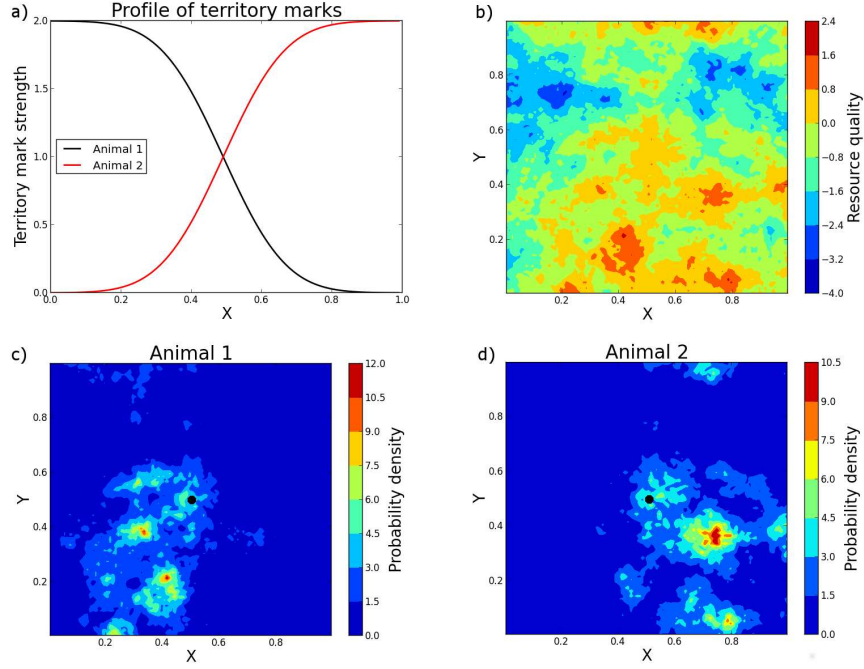 a) Profile of territory marks
Territory mark strength
2.0
1.5
1.0
0.5
0.0
Animal 1
Animal 2
0.0 0.2 0.4 0.6 0.8 1.0
X
b)
Y
0.8
0.6
0.4
0.2
0.2 0.4 0.6 0.8
X
2.4
1.6
0.8
0.0
−0.8
−1.6
−2.4
−3.2
−4.0
Resource quality
c) Animal 1
Y
0.8
0.6
0.4
0.2
0.2 0.4 0.6 0.8
X
12.0
10.5
9.0
7.5
6.0
4.5
3.0
1.5
0.0
Probability density
d) Animal 2
Y
0.8
0.6
0.4
0.2
0.2 0.4 0.6 0.8
X
10.5
9.0
7.5
6.0
4.5
3.0
1.5
0.0
Probability density